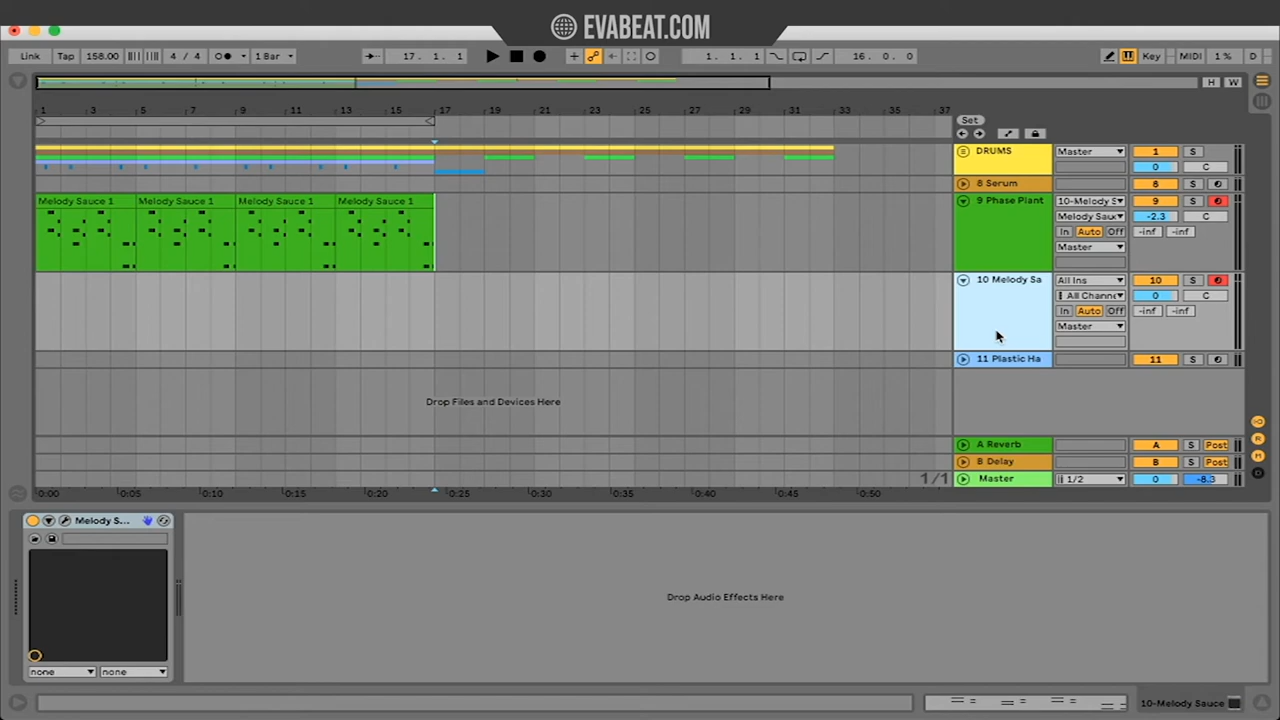 EVABEAT.COM
Link Tap 158.00 4 / 4 1 Bar 17. 1. 1 1. 1. 1 16. 0. 0 Key MIDI 1 % D
H W
1 3 5 7 9 11 13 15 17 19 21 23 25 27 29 31 33 35 37
Set
DRUMS Master 1 S
0 C
8 Serum 8 S
Melody Sauce 1 Melody Sauce 1 Melody Sauce 1 Melody Sauce 1 9 Phase Plant 10-Melody S 9 S
Melody Sauc -2.3 C
In Auto Off -inf -inf
Master
10 Melody Sa All Ins 10 S
All Channe 0 C
In Auto Off -inf -inf
Master
11 Plastic Ha 11 S
Drop Files and Devices Here
A Reverb A S Post
B Delay B S Post
1/1 Master 1/2 0 -8.3
0:00 0:05 0:10 0:15 0:20 0:25 0:30 0:35 0:40 0:45 0:50
Melody S...
Drop Audio Effects Here
none none
10-Melody Sauce